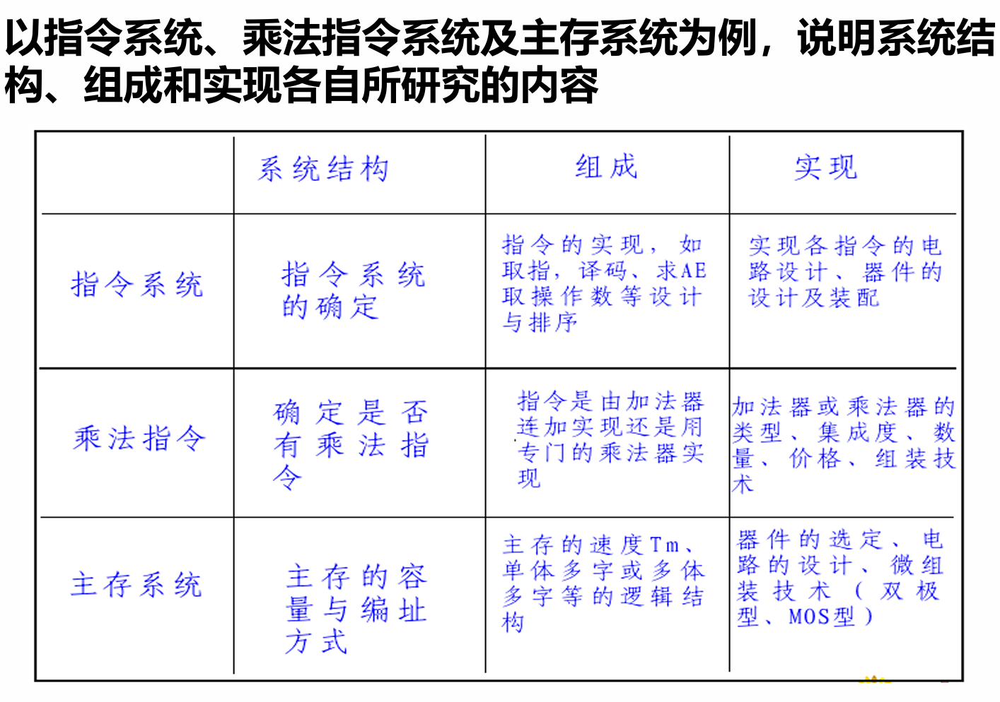 以指令系统、乘法指令系统及主存系统为例，说明系统结
构、组成和实现各自所研究的内容
系统结构
组成
实现
指令系统
指令系统
的确定
指令的实现，如
取指，译码、求AE
取操作数等设计
与排序
实现各指令的电
路设计、器件的
设计及装配
乘法指令
确定是否
有乘法指
令
指令是由加法器
连加实现还是用
专门的乘法器实
现
加法器或乘法器的
类型、集成度、数
量、价格、组装技
术
主存系统
主存的容
量与编址
方式
主存的速度Tm、
单体多字或多体
多字等的逻辑结
构
器件的选定、电
路的设计、微组
装技术（双极
型、MOS型）